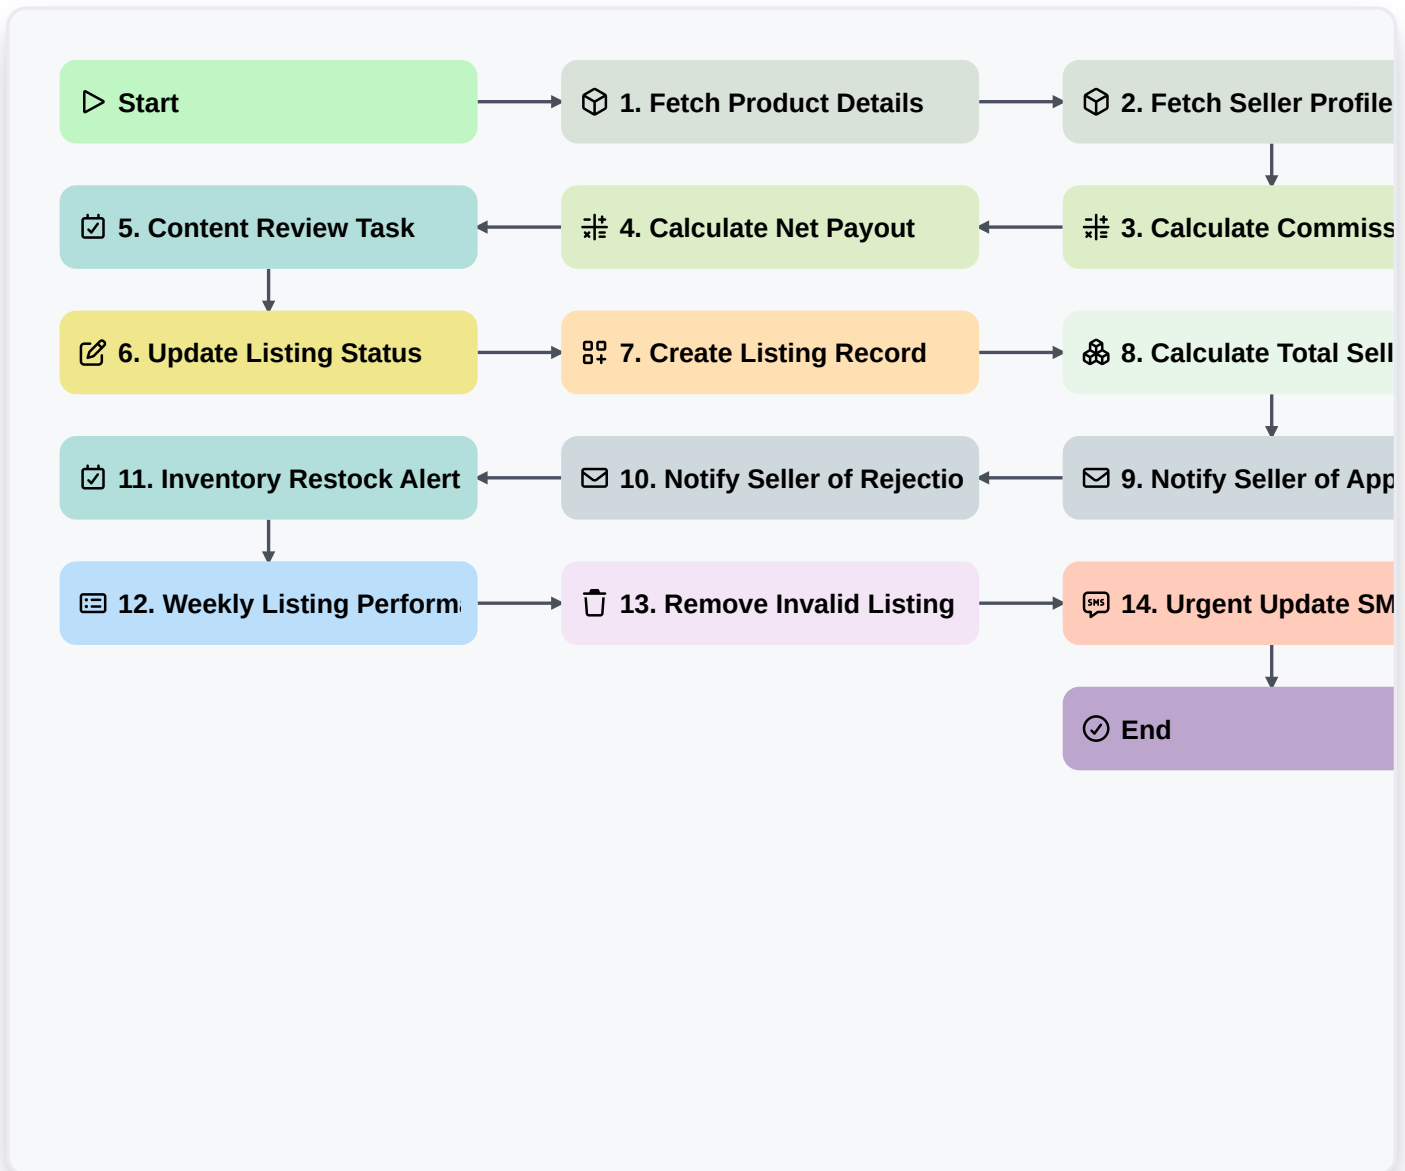 Start
1. Fetch Product Details
2. Fetch Seller Profile
3. Calculate Commiss
4. Calculate Net Payout
5. Content Review Task
6. Update Listing Status
7. Create Listing Record
8. Calculate Total Sell
9. Notify Seller of App
10. Notify Seller of Rejectio
11. Inventory Restock Alert
12. Weekly Listing Performa
13. Remove Invalid Listing
14. Urgent Update SM
SMS
End